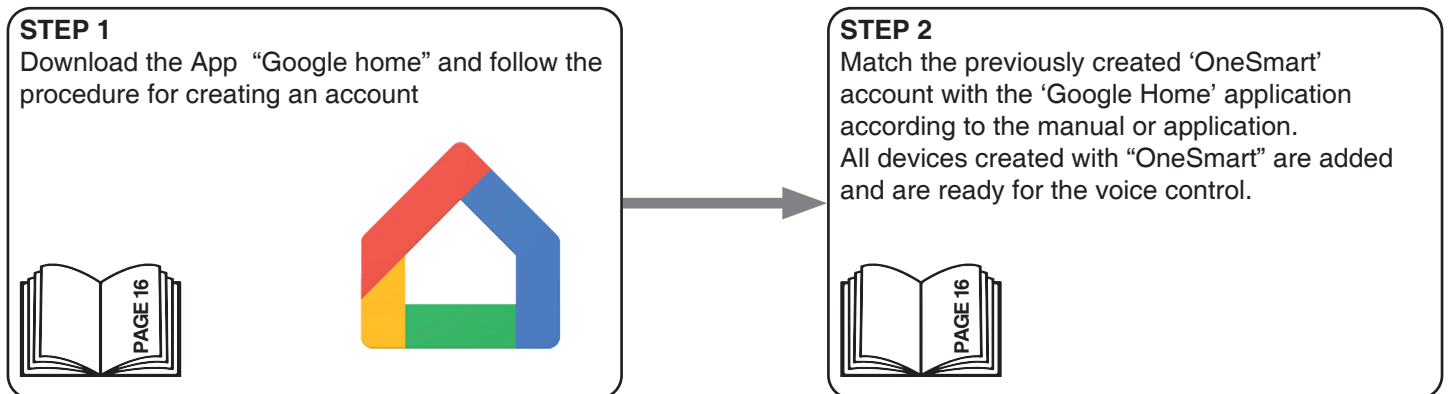 STEP 1
Download the App  “Google home” and follow the
procedure for creating an account
PAGE 16
STEP 2
Match the previously created ‘OneSmart’
account with the ‘Google Home’ application
according to the manual or application.
All devices created with “OneSmart” are added
and are ready for the voice control.
PAGE 16